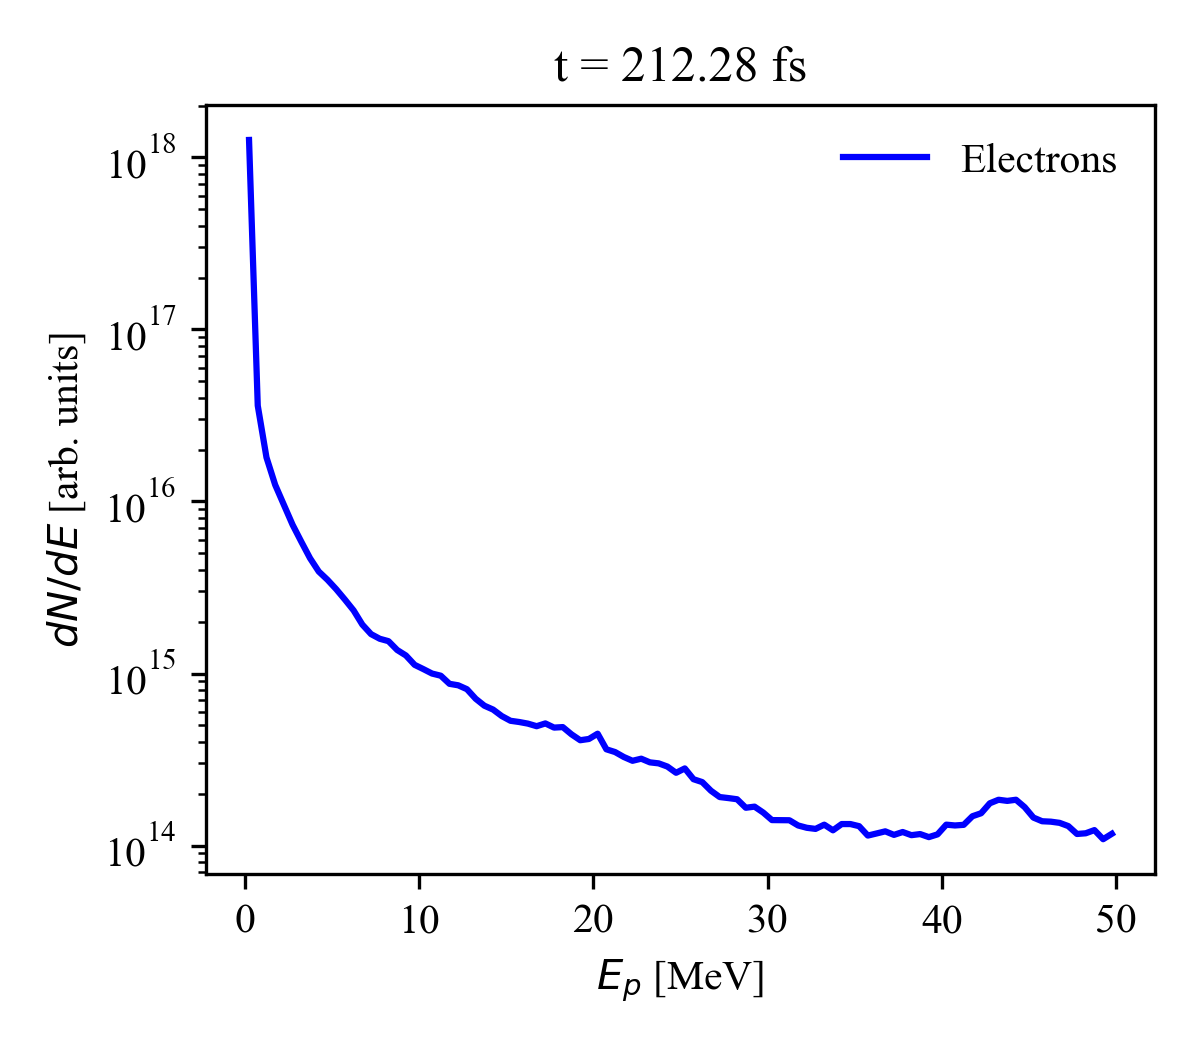 t = 212.28 fs
Electrons
10^18
10^17
10^16
10^15
10^14
dN/dE [arb. units]
0 10 20 30 40 50
E_p [MeV]